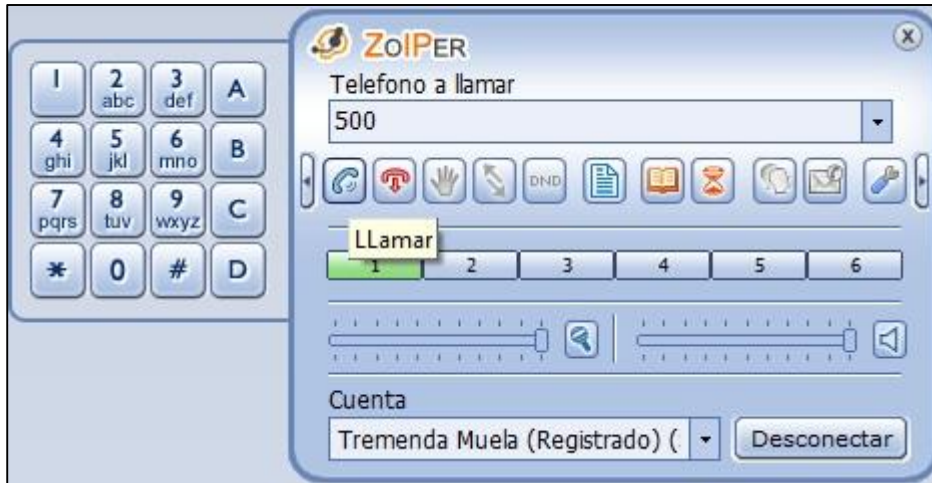 ZoIPer
Telefono a llamar
500
DND
LLamar
1 2 3 4 5 6
Cuenta
Tremenda Muela (Registrado) (
Desconectar
1 2 3 A
abc def
4 5 6 B
ghi jkl mno
7 8 9 C
pqrs tuv wxyz
* 0 # D